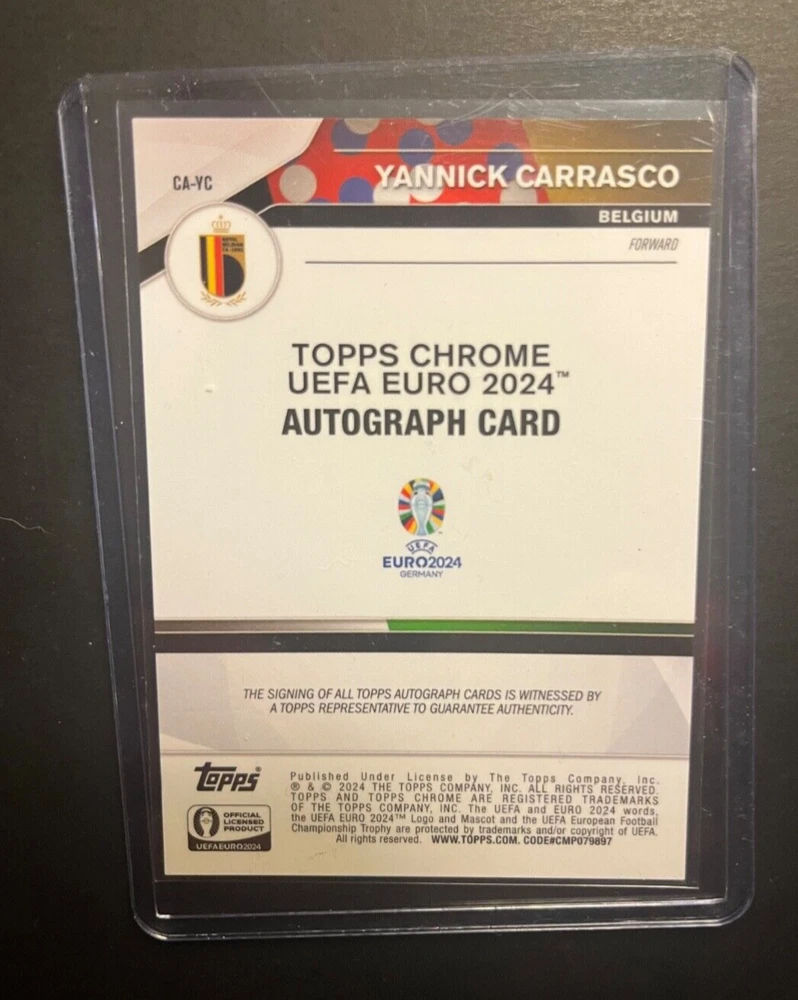 CA-YC
YANNICK CARRASCO
BELGIUM
FORWARD
ROYAL
BELGIAN
FA-1895
TOPPS CHROME
UEFA EURO 2024™
AUTOGRAPH CARD
UEFA
EURO2024
GERMANY
THE SIGNING OF ALL TOPPS AUTOGRAPH CARDS IS WITNESSED BY
A TOPPS REPRESENTATIVE TO GUARANTEE AUTHENTICITY.
topps®
OFFICIAL
LICENSED
PRODUCT
UEFAEURO2024
Published Under License by The Topps Company, Inc.
® & © 2024 THE TOPPS COMPANY, INC. ALL RIGHTS RESERVED.
TOPPS AND TOPPS CHROME ARE REGISTERED TRADEMARKS
OF THE TOPPS COMPANY, INC. The UEFA and EURO 2024 words,
the UEFA EURO 2024™ Logo and Mascot and the UEFA European Football
Championship Trophy are protected by trademarks and/or copyright of UEFA.
All rights reserved. WWW.TOPPS.COM. CODE#CMP079897